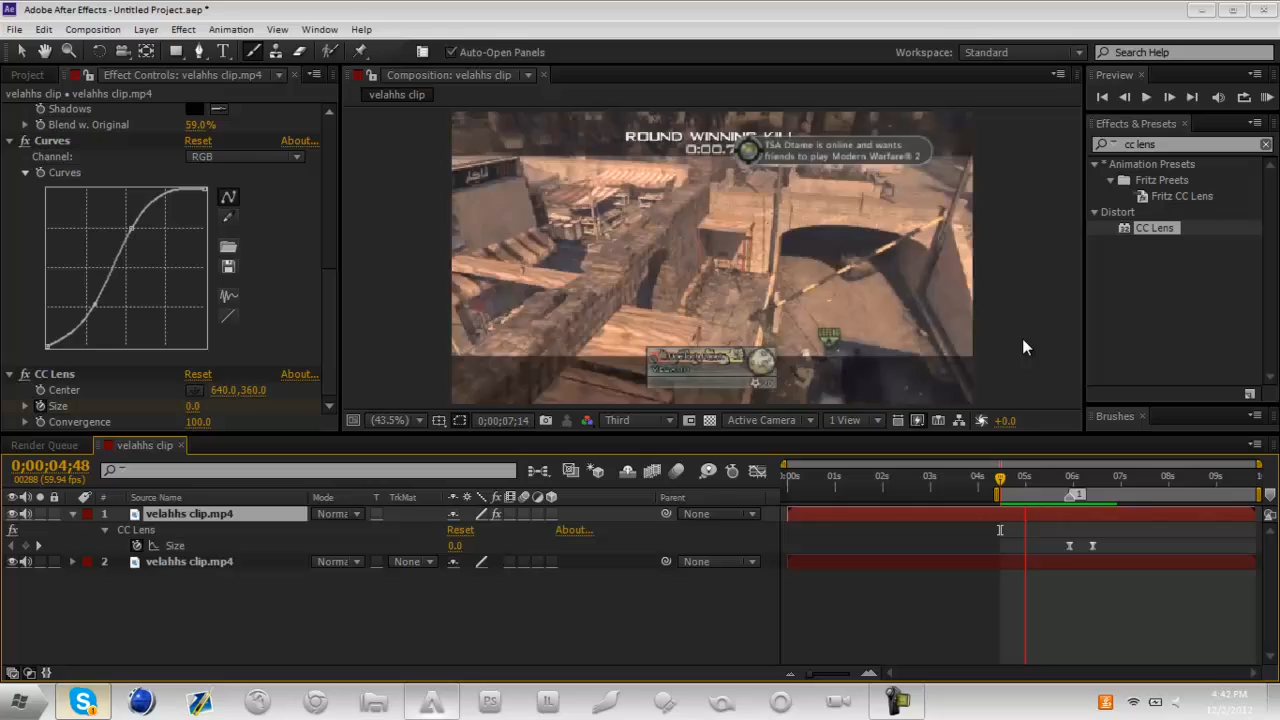 Adobe After Effects - Untitled Project.aep *
File Edit Composition Layer Effect Animation View Window Help
Auto-Open Panels
Workspace: Standard
Search Help
Project Effect Controls: velahhs clip.mp4
Composition: velahhs clip
Preview
velahhs clip • velahhs clip.mp4
velahhs clip
Shadows
Blend w. Original 59.0%
Curves Reset About...
Channel: RGB
Curves
CC Lens Reset About...
Center 640.0,360.0
Size 0.0
Convergence 100.0
ROUND WINNING KILL
TSA Dtame is online and wants
friends to play Modern Warfare® 2
Effects & Presets
cc lens
* Animation Presets
Fritz Preets
Fritz CC Lens
Distort
CC Lens
Brushes
(43.5%) 0;00;07;14 Third Active Camera 1 View +0.0
Render Queue velahhs clip
0;00;04;48
00288 (59.94 fps)
0:00s 01s 02s 03s 04s 05s 06s 07s 08s 09s
1
# Source Name Mode T TrkMat Parent
1 velahhs clip.mp4 Norma None
CC Lens Reset About...
Size 0.0
2 velahhs clip.mp4 Norma None None
4:42 PM
12/2/2012